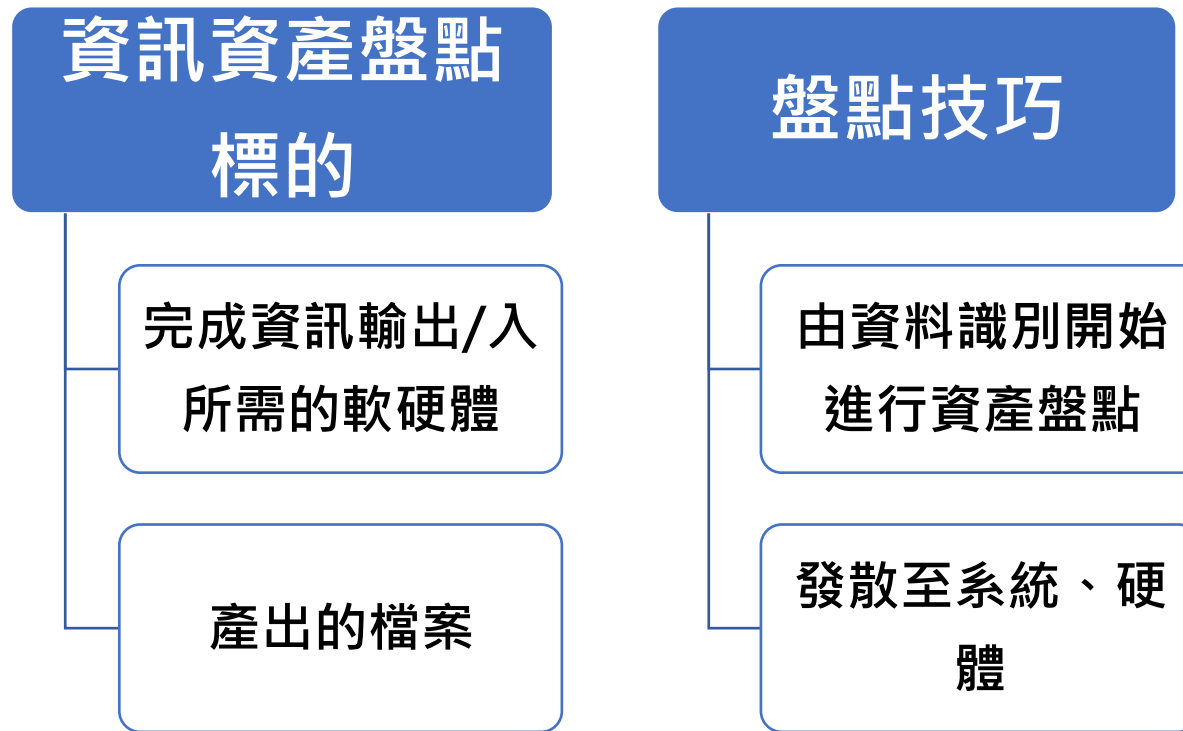 資訊資產盤點
標的
完成資訊輸出/入
所需的軟硬體
產出的檔案
盤點技巧
由資料識別開始
進行資產盤點
發散至系統、硬
體